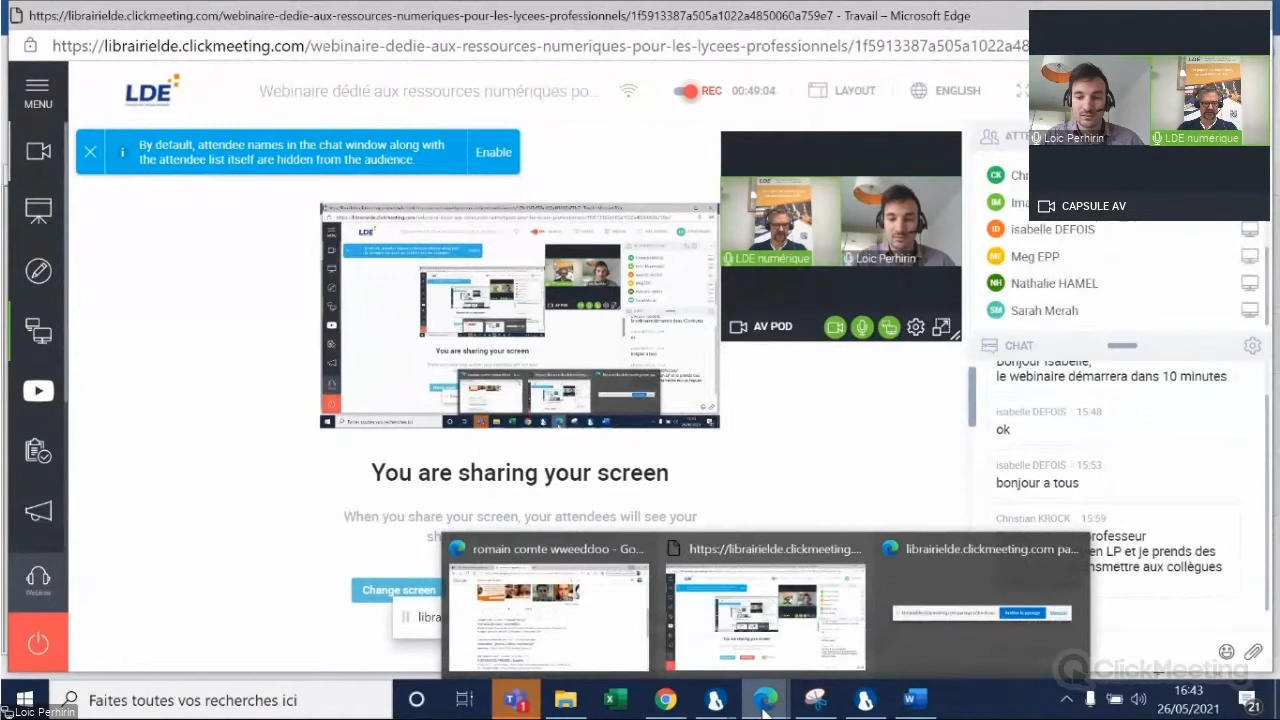 https://librairielde.clickmeeting.com/webinaire-dedie-aux-ressources-numeriques-pour-les-lycees-professionnels/1f5913387a505a1022a4850060a759e7 - Travail – Microsoft Edge
https://librairielde.clickmeeting.com/webinaire-dedie-aux-ressources-numeriques-pour-les-lycees-professionnels/1f5913387a505a1022a48
MENU
LDE
Webinaire dédié aux ressources numériques po...
REC 00:49:04
LAYOUT
ENGLISH
By default, attendee names in the chat window along with
the attendee list itself are hidden from the audience.
Enable
Loic Perhirin
LDE numérique
CAPSULE AV
LDE numérique
Loic Perhirin
AV POD
CK
IM
ID isabelle DEFOIS
Meg EPP
NH Nathalie HAMEL
SM Sarah Merah
CHAT
Bonjour Isabelle,
le webinaire démarrera dans 10 minutes
isabelle DEFOIS 15:48
ok
isabelle DEFOIS 15:53
bonjour a tous
Christian KROCK 15:59
professeur
en LP et je prends des
nsmettre aux collègues
You are sharing your screen
You are sharing your screen
When you share your screen, your attendees will see your
Change screen
libra
romain comte wweeddoo - Go...
https://librairielde.clickmeeting....
librairielde.clickmeeting.com pa...
ClickMeeting
Faites toutes vos recherches ici
Loic Perhirin
16:43
26/05/2021
21